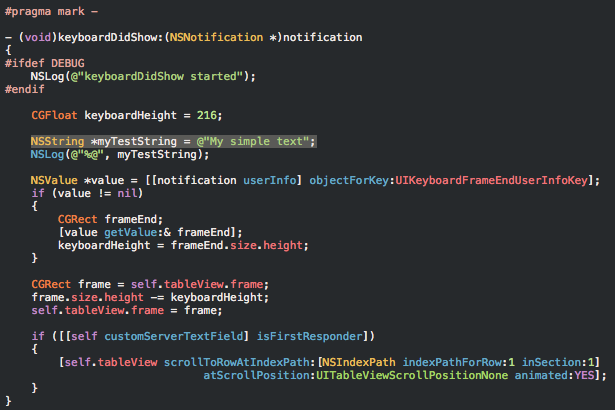 #pragma mark -
- (void)keyboardDidShow:(NSNotification *)notification
{
#ifdef DEBUG
    NSLog(@"keyboardDidShow started");
#endif
    CGFloat keyboardHeight = 216;
    NSString *myTestString = @"My simple text";
    NSLog(@"%@", myTestString);
    NSValue *value = [[notification userInfo] objectForKey:UIKeyboardFrameEndUserInfoKey];
    if (value != nil)
    {
        CGRect frameEnd;
        [value getValue:& frameEnd];
        keyboardHeight = frameEnd.size.height;
    }
    CGRect frame = self.tableView.frame;
    frame.size.height -= keyboardHeight;
    self.tableView.frame = frame;
    if ([[self customServerTextField] isFirstResponder])
    {
        [self.tableView scrollToRowAtIndexPath:[NSIndexPath indexPathForRow:1 inSection:1]
                              atScrollPosition:UITableViewScrollPositionNone animated:YES];
    }
}